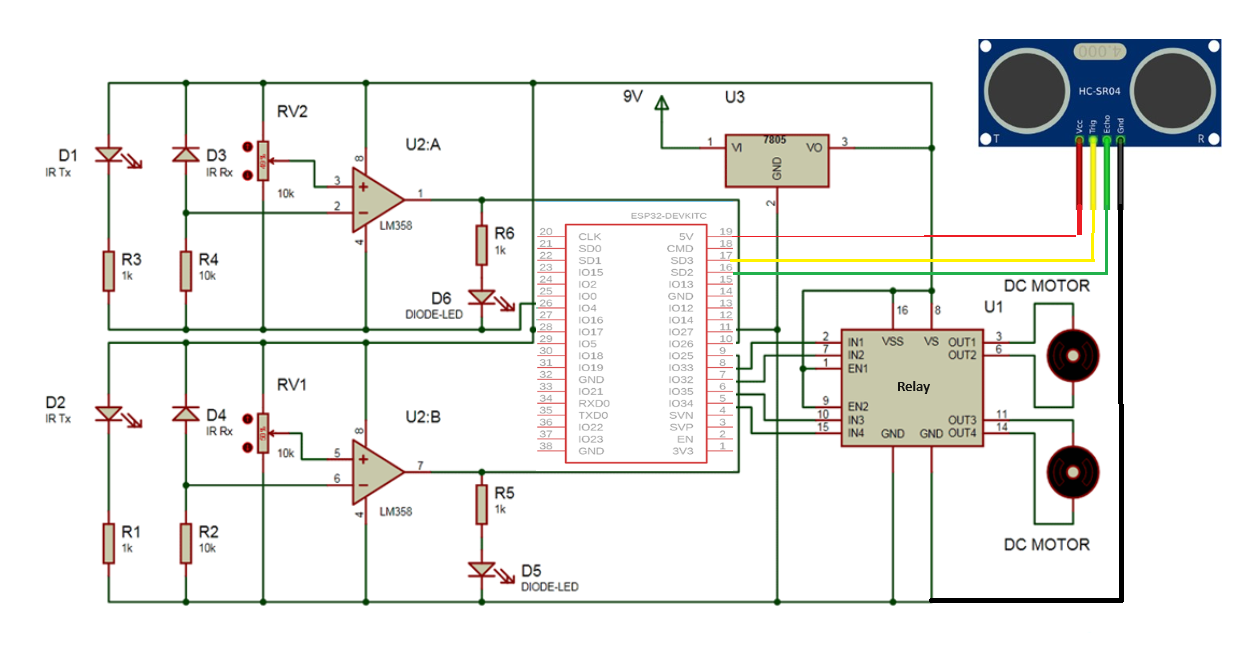 4.000
HC-SR04
Vcc
Trig
Echo
Gnd
T
R
9V
U3
7805
1
VI
VO
3
GND
2
RV2
10k
D1
IR Tx
D3
IR Rx
U2:A
8
3
2
1
4
LM358
R3
1k
R4
10k
R6
1k
D6
DIODE-LED
ESP32-DEVKITC
20 CLK 5V 19
21 SD0 CMD 18
22 SD1 SD3 17
23 IO15 SD2 16
24 IO2 IO13 15
25 IO0 GND 14
26 IO4 IO12 13
27 IO16 IO14 12
28 IO17 IO27 11
29 IO5 IO26 10
30 IO18 IO25 9
31 IO19 IO33 8
32 GND IO32 7
33 IO21 IO35 6
34 RXD0 IO34 5
35 TXD0 SVN 4
36 IO22 SVP 3
37 IO23 EN 2
38 GND 3V3 1
DC MOTOR
U1
16
8
2 IN1 VSS VS OUT1 3
7 IN2 OUT2 6
1 EN1
Relay
9 EN2
10 IN3 OUT3 11
15 IN4 GND GND OUT4 14
DC MOTOR
RV1
10k
D2
IR Tx
D4
IR Rx
U2:B
8
5
6
7
4
LM358
R1
1k
R2
10k
R5
1k
D5
DIODE-LED